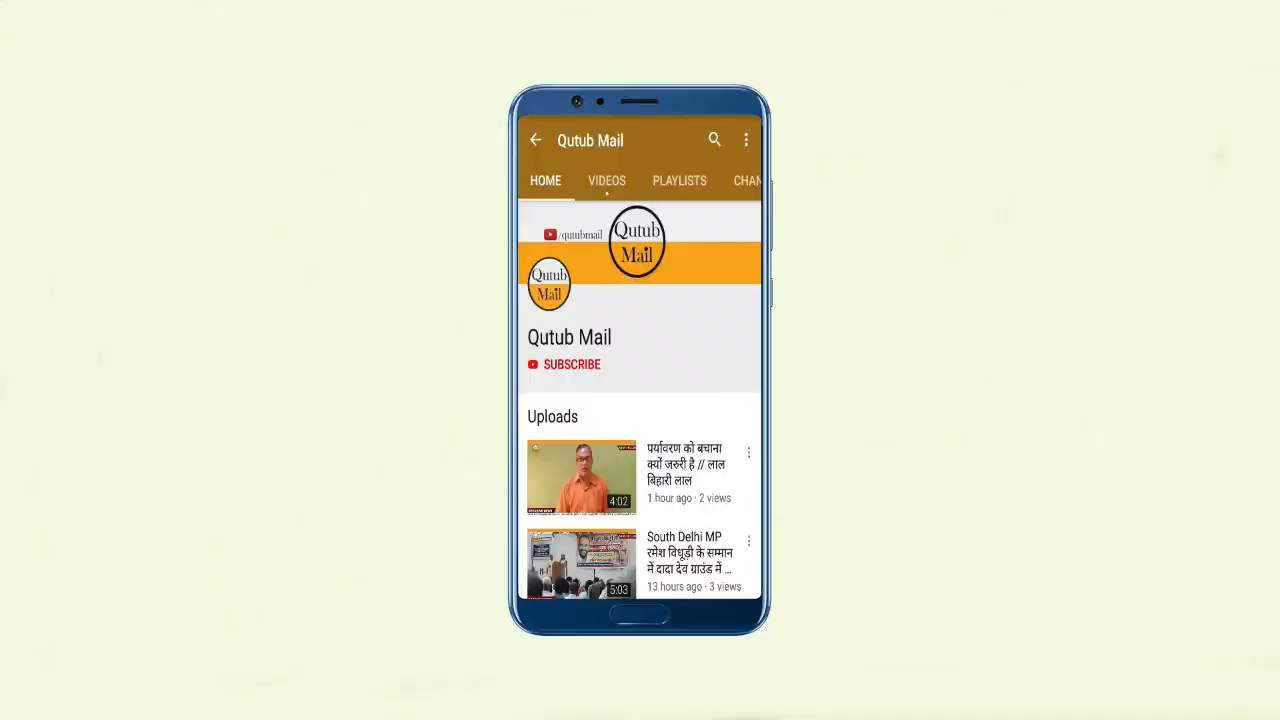 Qutub Mail
HOME VIDEOS PLAYLISTS CHAN
/qutubmail
Qutub
Mail
Qutub
Mail
Qutub Mail
SUBSCRIBE
Uploads
पर्यावरण को बचाना
क्यों जरुरी है // लाल
बिहारी लाल
1 hour ago · 2 views
4:02
South Delhi MP
रमेश विधूड़ी के सम्मान
में दादा देव ग्राउंड में ...
13 hours ago · 3 views
5:03